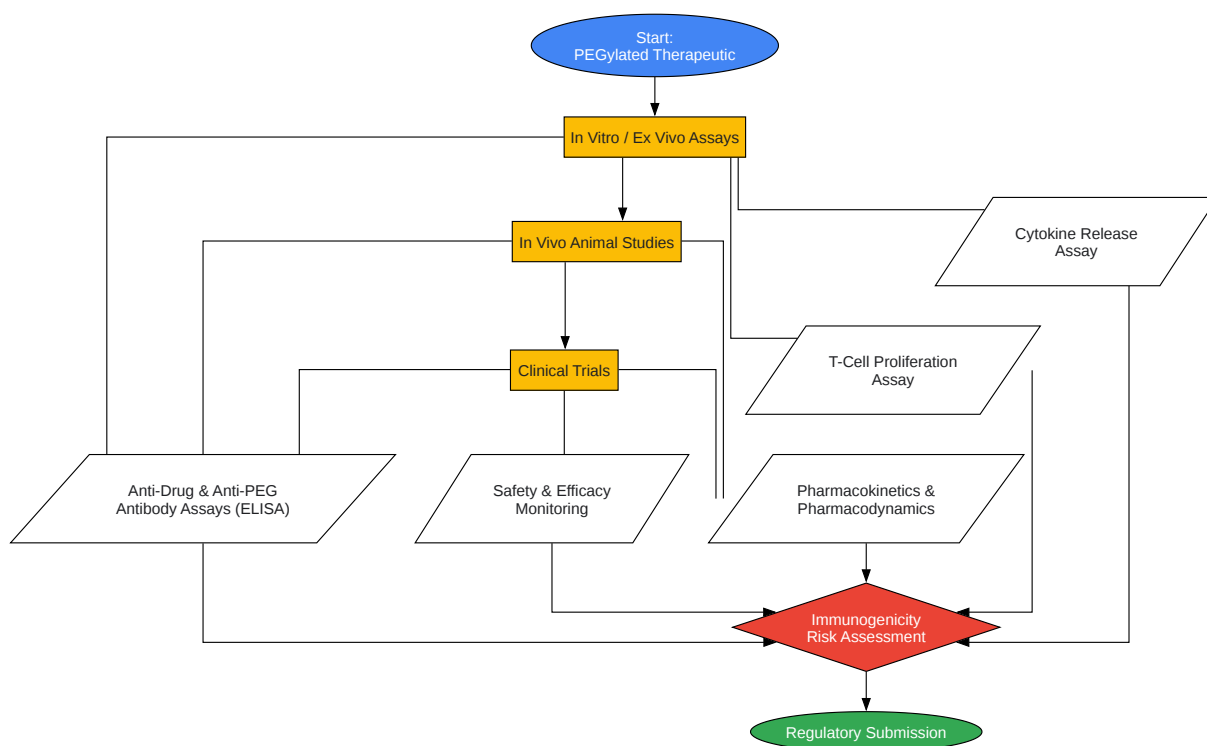 Start:
PEGylated Therapeutic
In Vitro / Ex Vivo Assays
In Vivo Animal Studies
Cytokine Release
Assay
Clinical Trials
T-Cell Proliferation
Assay
Anti-Drug & Anti-PEG
Antibody Assays (ELISA)
Safety & Efficacy
Monitoring
Pharmacokinetics &
Pharmacodynamics
Immunogenicity
Risk Assessment
Regulatory Submission